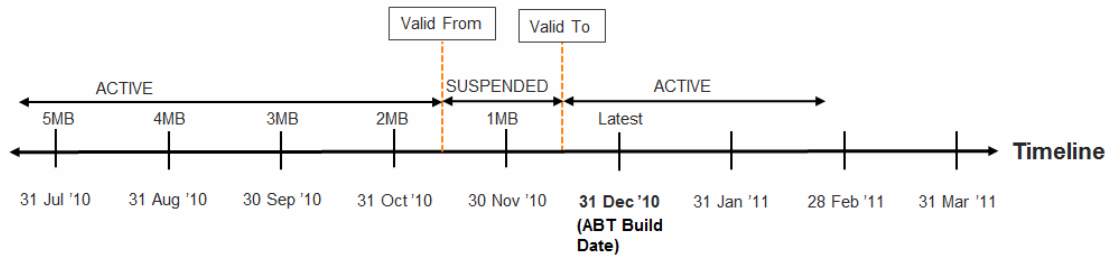 Valid From
Valid To
ACTIVE
SUSPENDED
ACTIVE
5MB
4MB
3MB
2MB
1MB
Latest
Timeline
31 Jul '10
31 Aug '10
30 Sep '10
31 Oct '10
30 Nov '10
31 Dec '10
(ABT Build
Date)
31 Jan '11
28 Feb '11
31 Mar '11